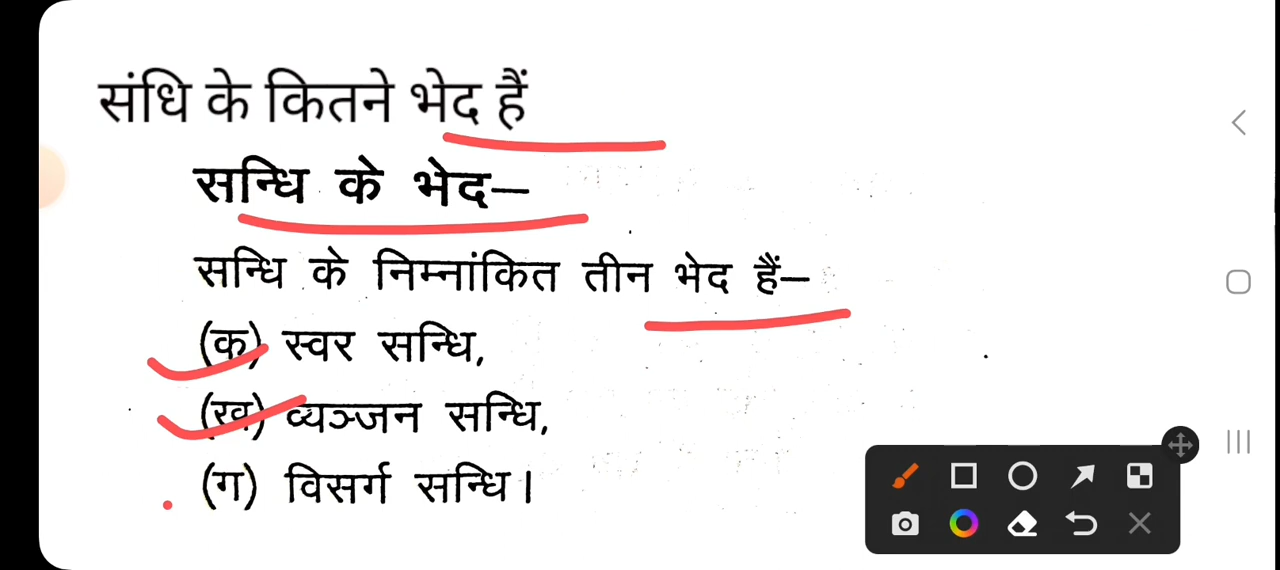 संधि के कितने भेद हैं
सन्धि के भेद–
सन्धि के निम्नांकित तीन भेद हैं–
(क) स्वर सन्धि,
(ख) व्यञ्जन सन्धि,
(ग) विसर्ग सन्धि।